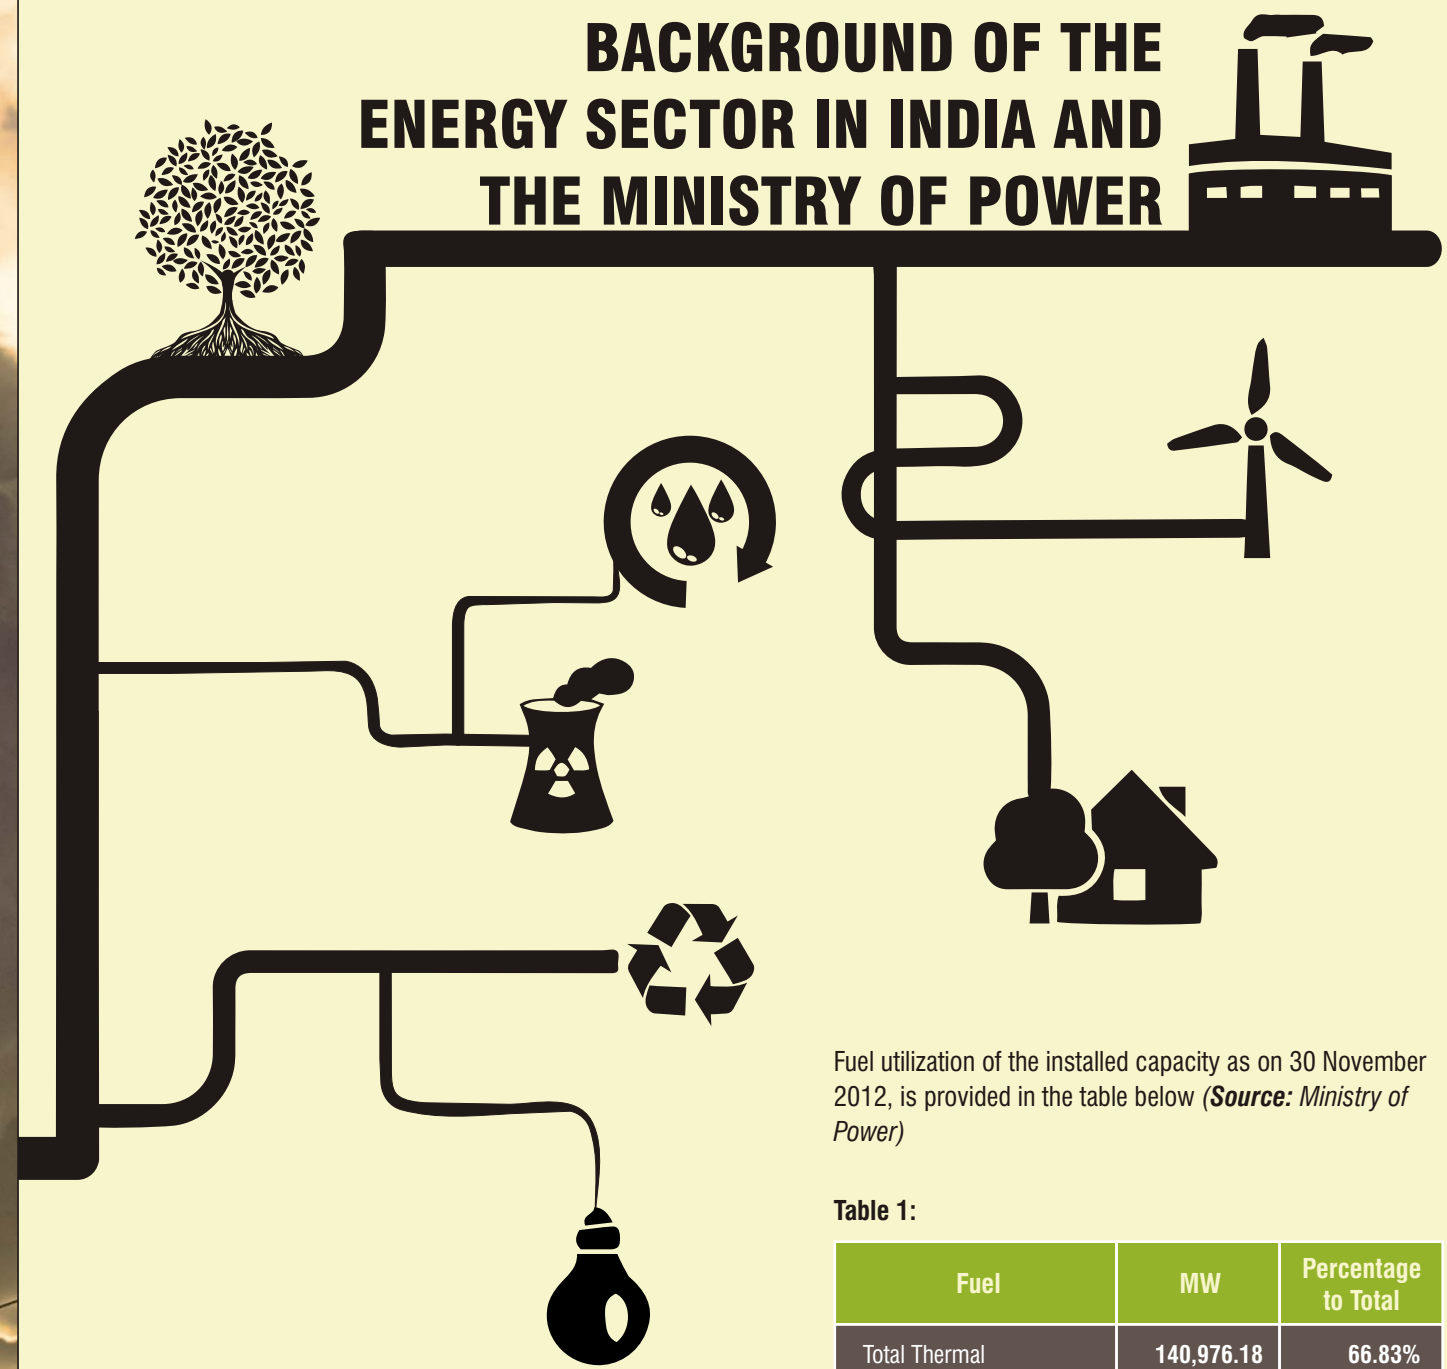 BACKGROUND OF THE
ENERGY SECTOR IN INDIA AND
THE MINISTRY OF POWER
Fuel utilization of the installed capacity as on 30 November
2012, is provided in the table below (Source: Ministry of
Power)
Table 1:
Fuel MW Percentage
to Total
Total Thermal 140,976.18 66.83%